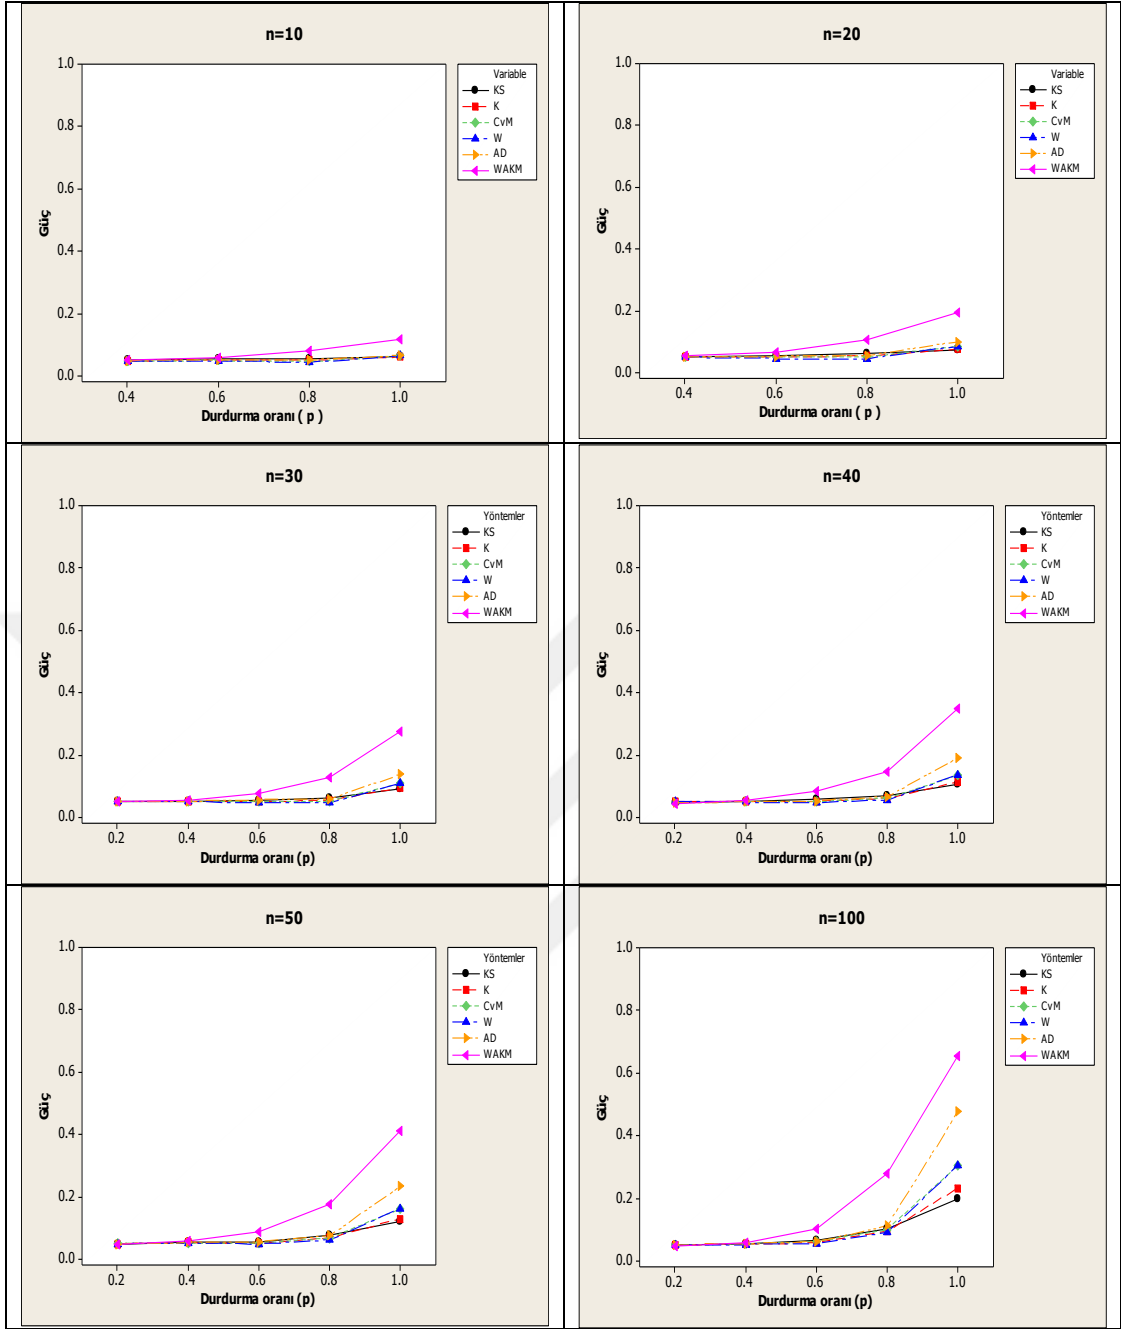 n=10
1.0
0.8
0.6
0.4
0.2
0.0
Güç
0.4 0.6 0.8 1.0
Durdurma oranı ( p )
Variable
KS
K
CvM
W
AD
WAKM
n=20
1.0
0.8
0.6
0.4
0.2
0.0
Güç
0.4 0.6 0.8 1.0
Durdurma oranı ( p )
Variable
KS
K
CvM
W
AD
WAKM
n=30
1.0
0.8
0.6
0.4
0.2
0.0
Güç
0.2 0.4 0.6 0.8 1.0
Durdurma oranı (p)
Yöntemler
KS
K
CvM
W
AD
WAKM
n=40
1.0
0.8
0.6
0.4
0.2
0.0
Güç
0.2 0.4 0.6 0.8 1.0
Durdurma oranı (p)
Yöntemler
KS
K
CvM
W
AD
WAKM
n=50
1.0
0.8
0.6
0.4
0.2
0.0
Güç
0.2 0.4 0.6 0.8 1.0
Durdurma oranı (p)
Yöntemler
KS
K
CvM
W
AD
WAKM
n=100
1.0
0.8
0.6
0.4
0.2
0.0
Güç
0.2 0.4 0.6 0.8 1.0
Durdurma oranı (p)
Yöntemler
KS
K
CvM
W
AD
WAKM